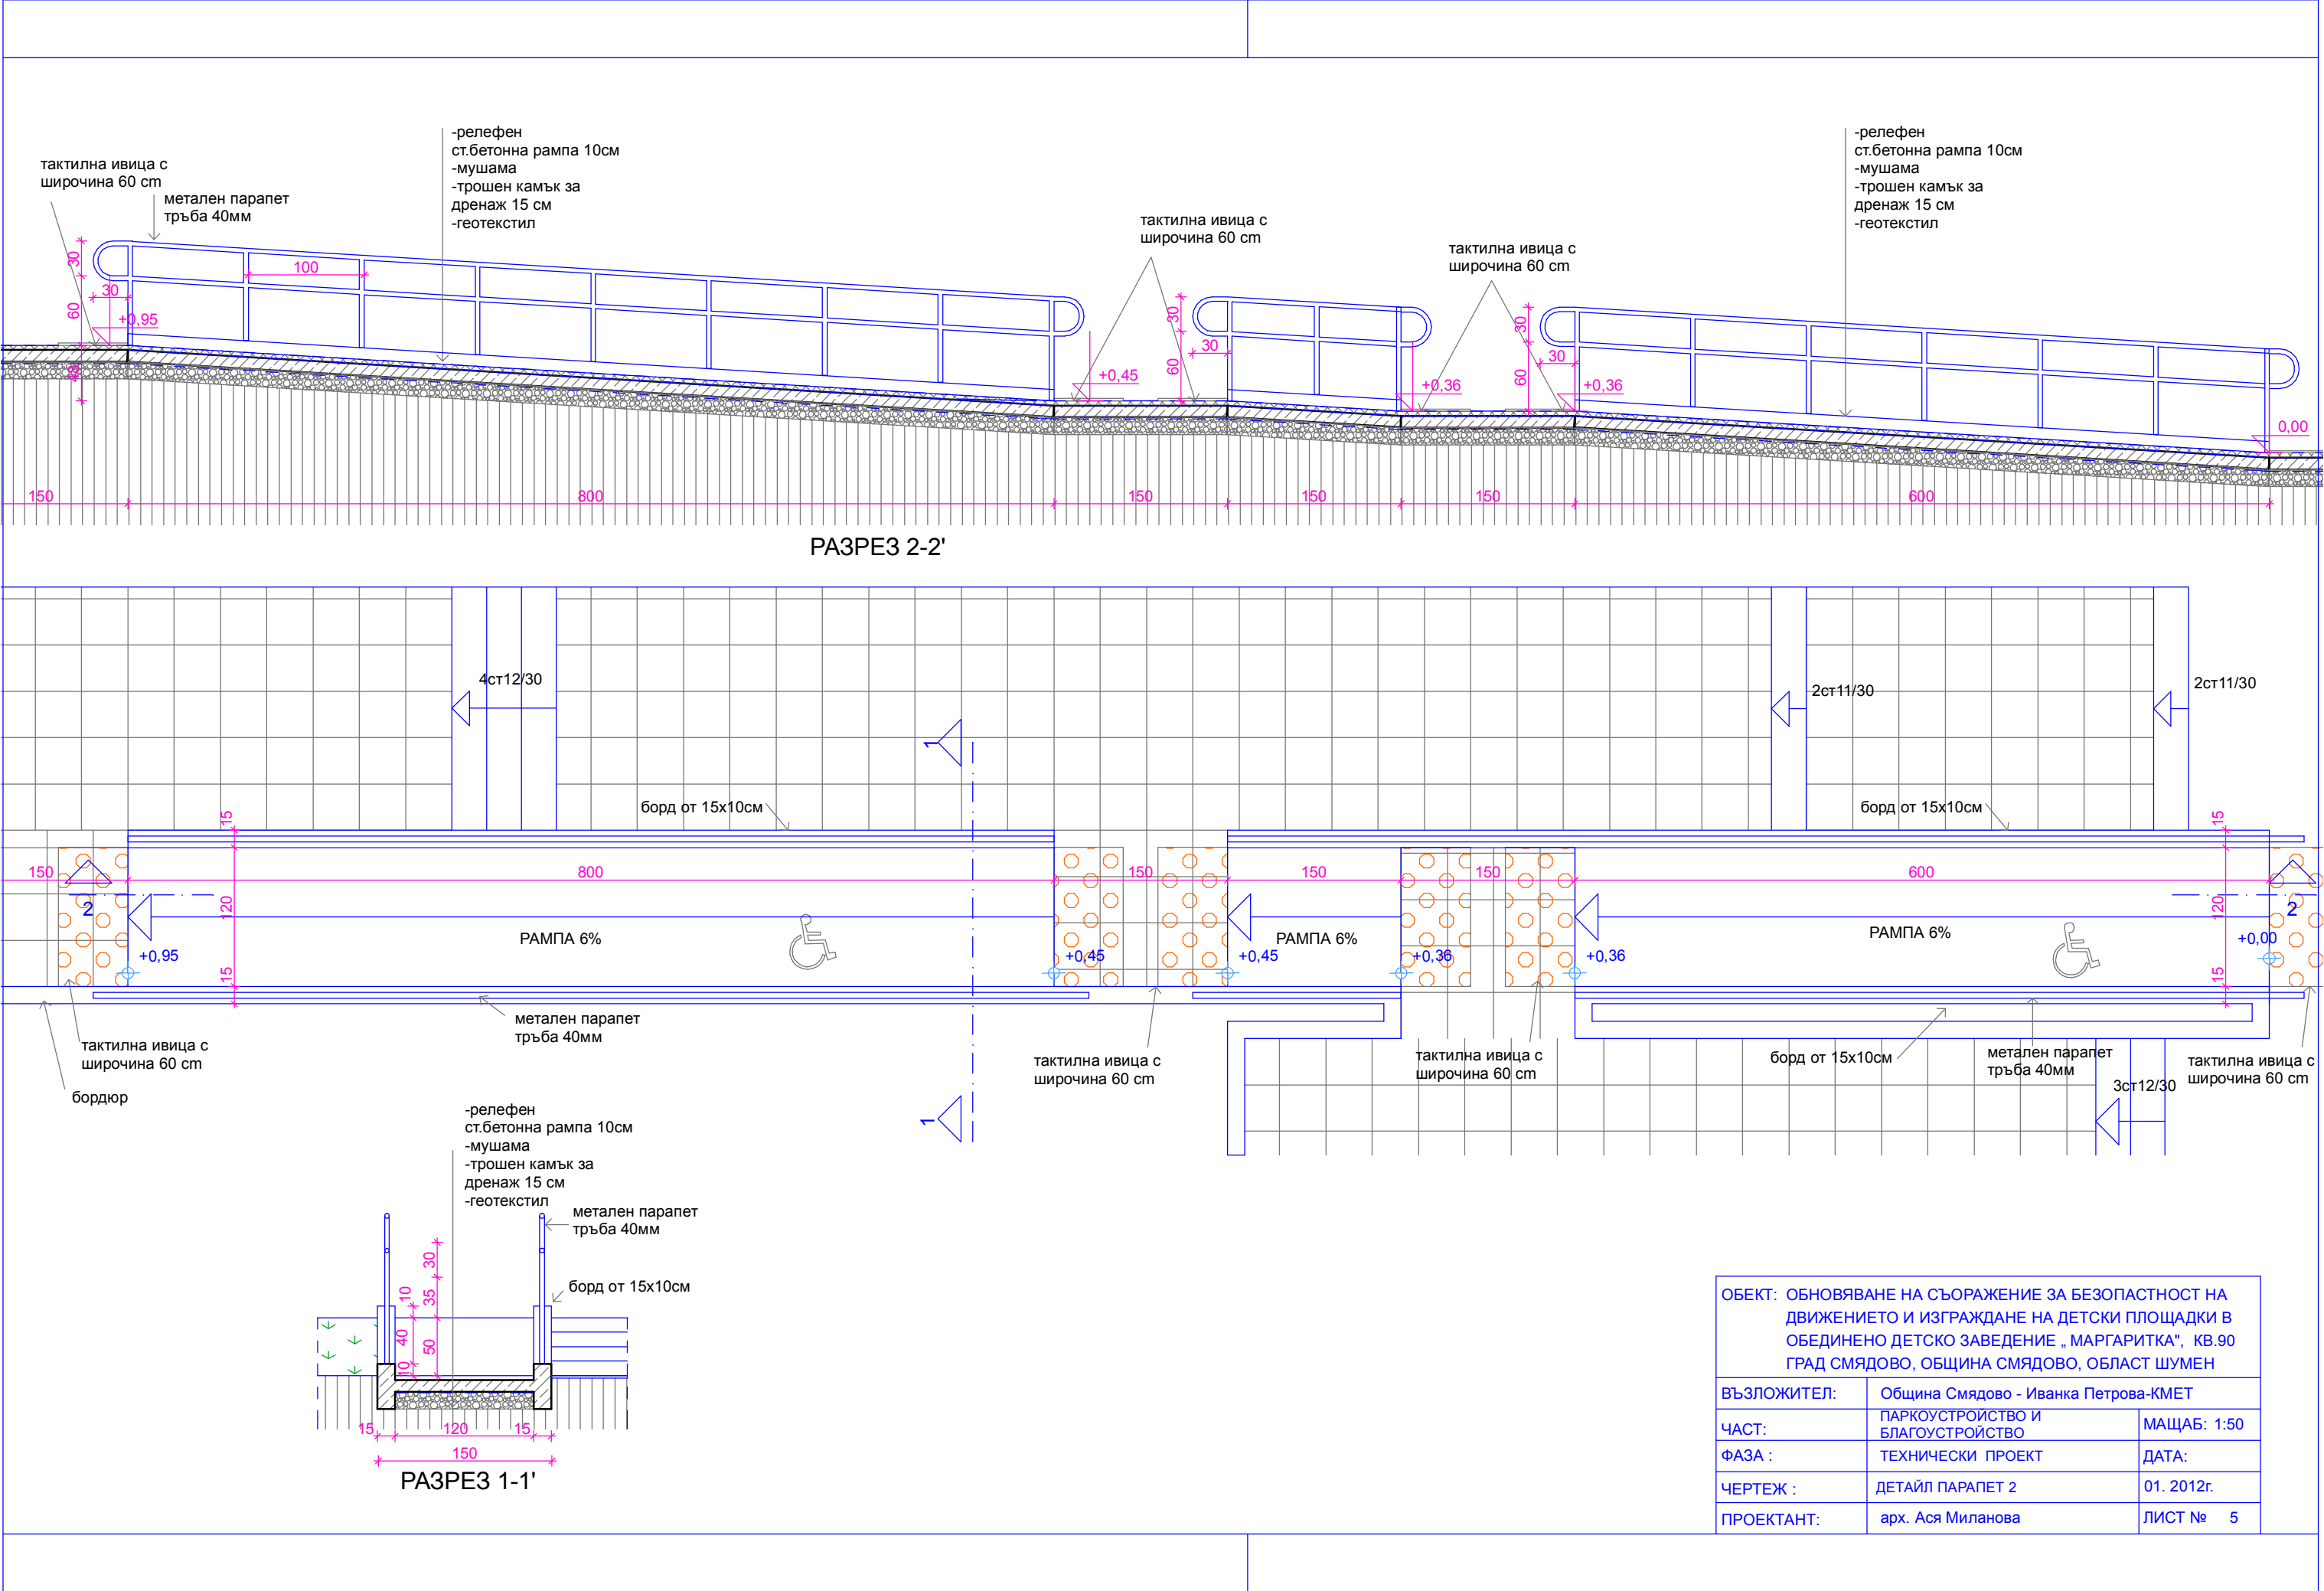 тактилна ивица с
широчина 60 cm
метален парапет
тръба 40мм
-релефен
ст.бетонна рампа 10см
-мушама
-трошен камък за
дренаж 15 см
-геотекстил
тактилна ивица с
широчина 60 cm
тактилна ивица с
широчина 60 cm
-релефен
ст.бетонна рампа 10см
-мушама
-трошен камък за
дренаж 15 см
-геотекстил
30
30
60
48
100
+0,95
+0,45
30
30
60
+0,36
30
30
60
+0,36
0,00
150
800
150
150
150
600
РАЗРЕЗ 2-2'
4ст12/30
2ст11/30
2ст11/30
1
борд от 15х10см
борд от 15х10см
15
15
150
800
150
150
150
600
2
120
120
2
РАМПА 6%
РАМПА 6%
РАМПА 6%
+0,95
+0,45
+0,45
+0,36
+0,36
+0,00
15
15
метален парапет
тръба 40мм
тактилна ивица с
широчина 60 cm
бордюр
тактилна ивица с
широчина 60 cm
тактилна ивица с
широчина 60 cm
борд от 15х10см
метален парапет
тръба 40мм
тактилна ивица с
широчина 60 cm
3ст12/30
1
-релефен
ст.бетонна рампа 10см
-мушама
-трошен камък за
дренаж 15 см
-геотекстил
метален парапет
тръба 40мм
борд от 15х10см
30
10
35
40
50
10
15
120
15
150
РАЗРЕЗ 1-1'
ОБЕКТ: ОБНОВЯВАНЕ НА СЪОРАЖЕНИЕ ЗА БЕЗОПАСТНОСТ НА
ДВИЖЕНИЕТО И ИЗГРАЖДАНЕ НА ДЕТСКИ ПЛОЩАДКИ В
ОБЕДИНЕНО ДЕТСКО ЗАВЕДЕНИЕ „ МАРГАРИТКА", КВ.90
ГРАД СМЯДОВО, ОБЩИНА СМЯДОВО, ОБЛАСТ ШУМЕН
ВЪЗЛОЖИТЕЛ: Община Смядово - Иванка Петрова-КМЕТ
ЧАСТ: ПАРКОУСТРОЙСТВО И
БЛАГОУСТРОЙСТВО
МАЩАБ: 1:50
ФАЗА : ТЕХНИЧЕСКИ ПРОЕКТ ДАТА:
ЧЕРТЕЖ : ДЕТАЙЛ ПАРАПЕТ 2 01. 2012г.
ПРОЕКТАНТ: арх. Ася Миланова ЛИСТ № 5